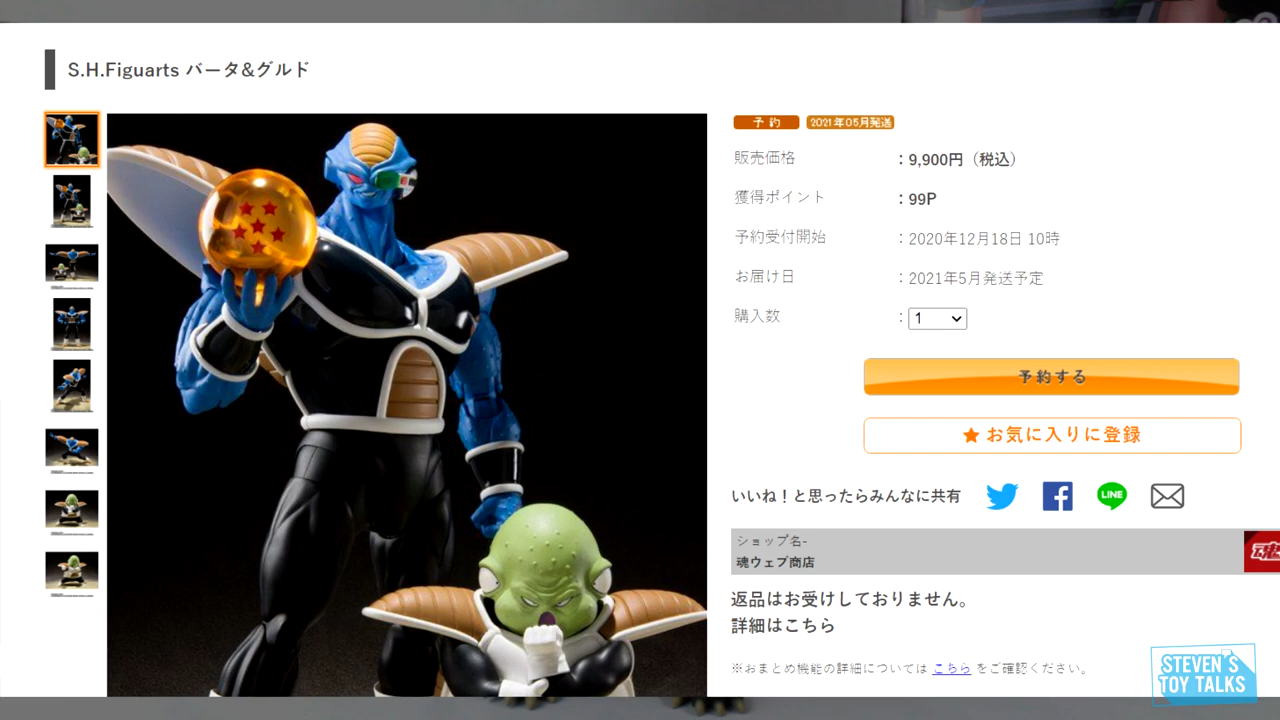 S.H.Figuarts バータ&グルド
予 約 2021年05月発送
販売価格 : 9,900円（税込）
獲得ポイント : 99P
予約受付開始 : 2020年12月18日 10時
お届け日 : 2021年5月発送予定
購入数 : 1
予約する
★ お気に入りに登録
いいね！と思ったらみんなに共有
LINE
ショップ名-
魂ウェブ商店
魂
返品はお受けしておりません。
詳細はこちら
※おまとめ機能の詳細については こちら をご確認ください。
STEVEN'S
TOY TALKS